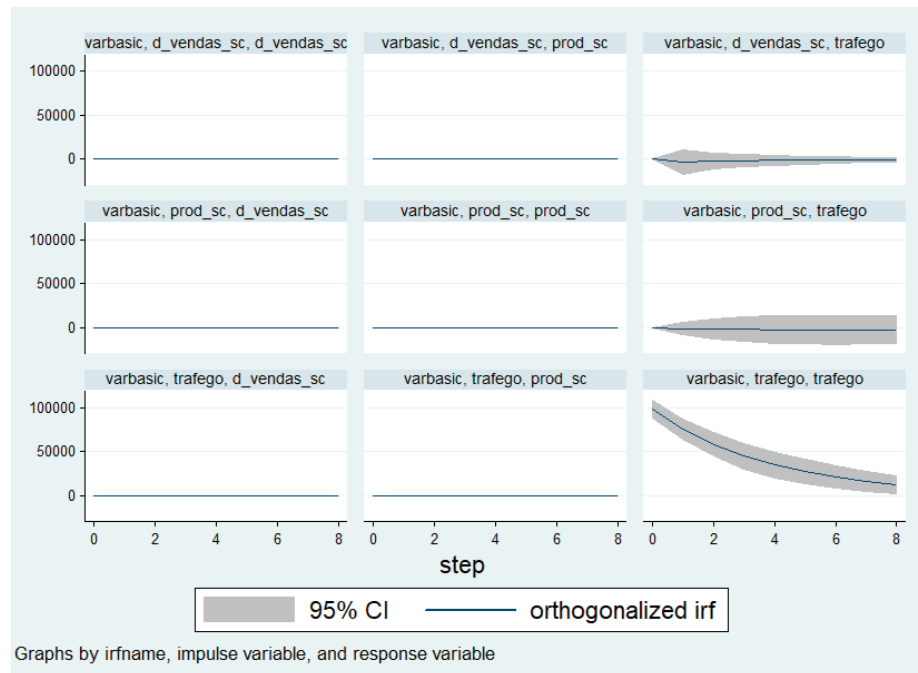 varbasic, d_vendas_sc, d_vendas_sc
varbasic, d_vendas_sc, prod_sc
varbasic, d_vendas_sc, trafego
100000
50000
0
varbasic, prod_sc, d_vendas_sc
varbasic, prod_sc, prod_sc
varbasic, prod_sc, trafego
100000
50000
0
varbasic, trafego, d_vendas_sc
varbasic, trafego, prod_sc
varbasic, trafego, trafego
100000
50000
0
0 2 4 6 8
0 2 4 6 8
0 2 4 6 8
step
95% CI
orthogonalized irf
Graphs by irfname, impulse variable, and response variable